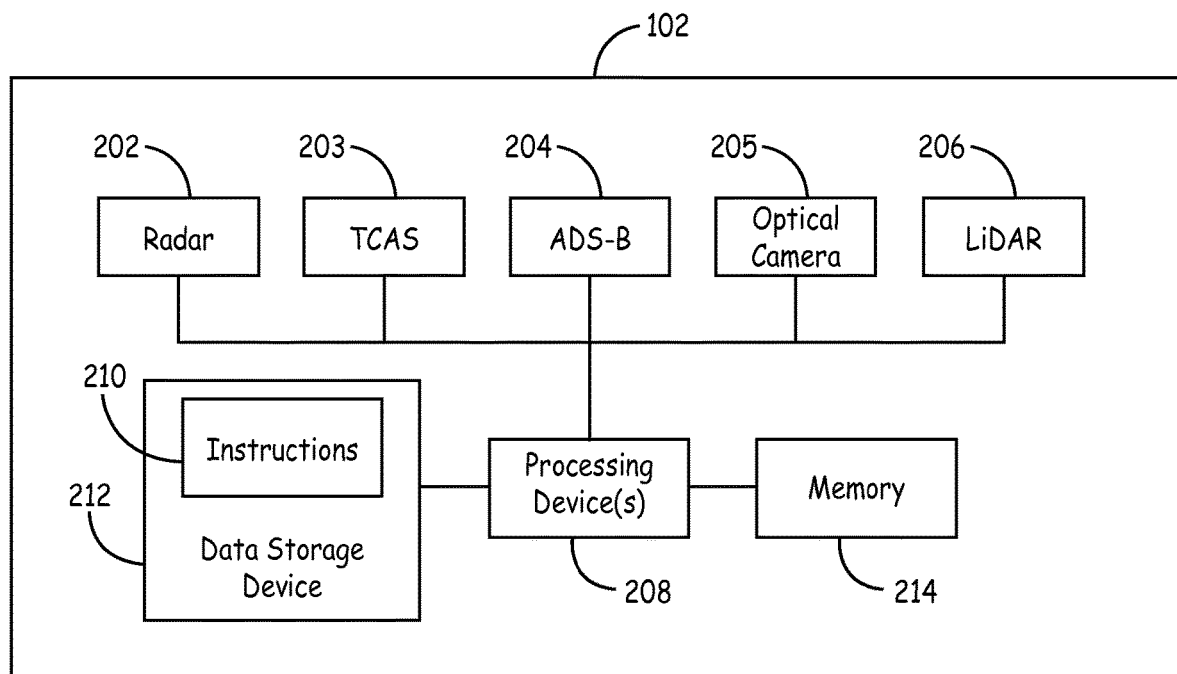 102
202
203
204
205
206
Radar
TCAS
ADS-B
Optical
Camera
LiDAR
210
Instructions
212
Data Storage
Device
Processing
Device(s)
208
Memory
214